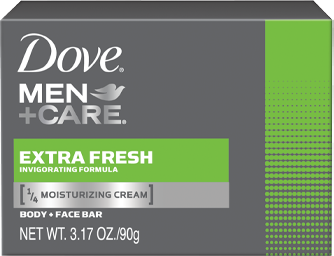 Dove®
MEN
+CARE®
EXTRA FRESH
INVIGORATING FORMULA
[1/4 MOISTURIZING CREAM]
BODY + FACE BAR
NET WT. 3.17 OZ./90g